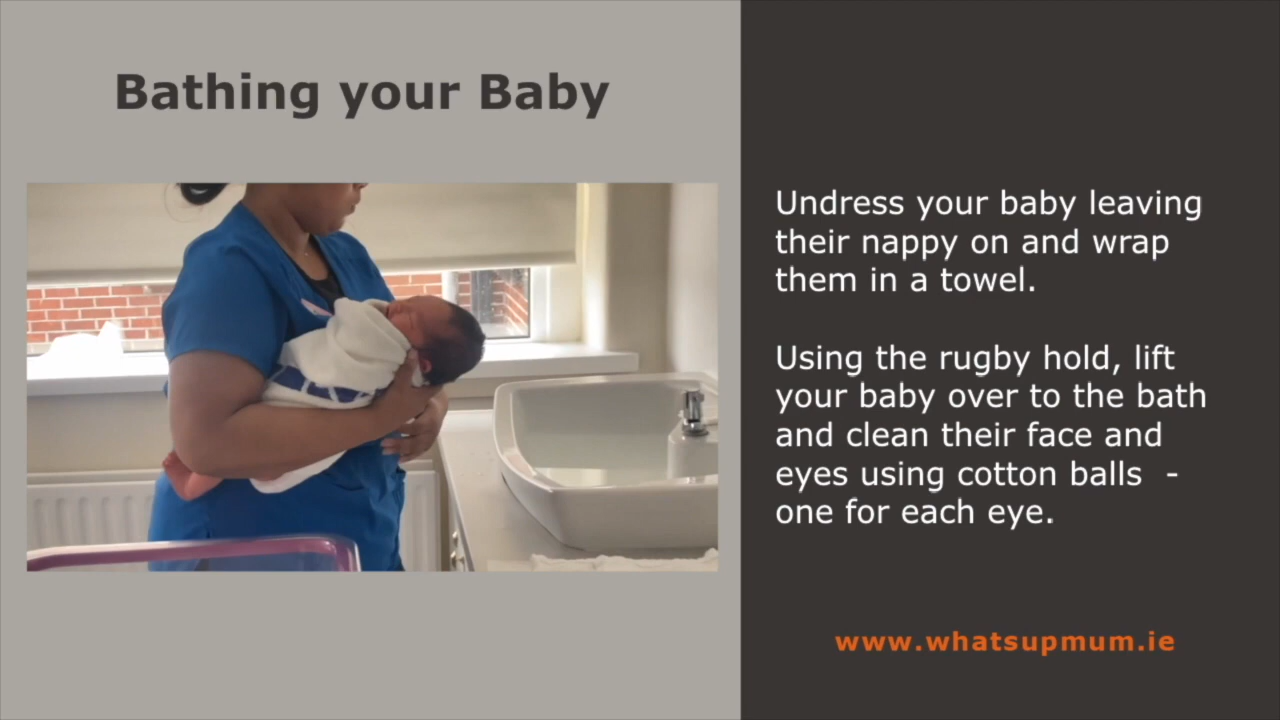 Bathing your Baby
Undress your baby leaving
their nappy on and wrap
them in a towel.
Using the rugby hold, lift
your baby over to the bath
and clean their face and
eyes using cotton balls  -
one for each eye.
www.whatsupmum.ie